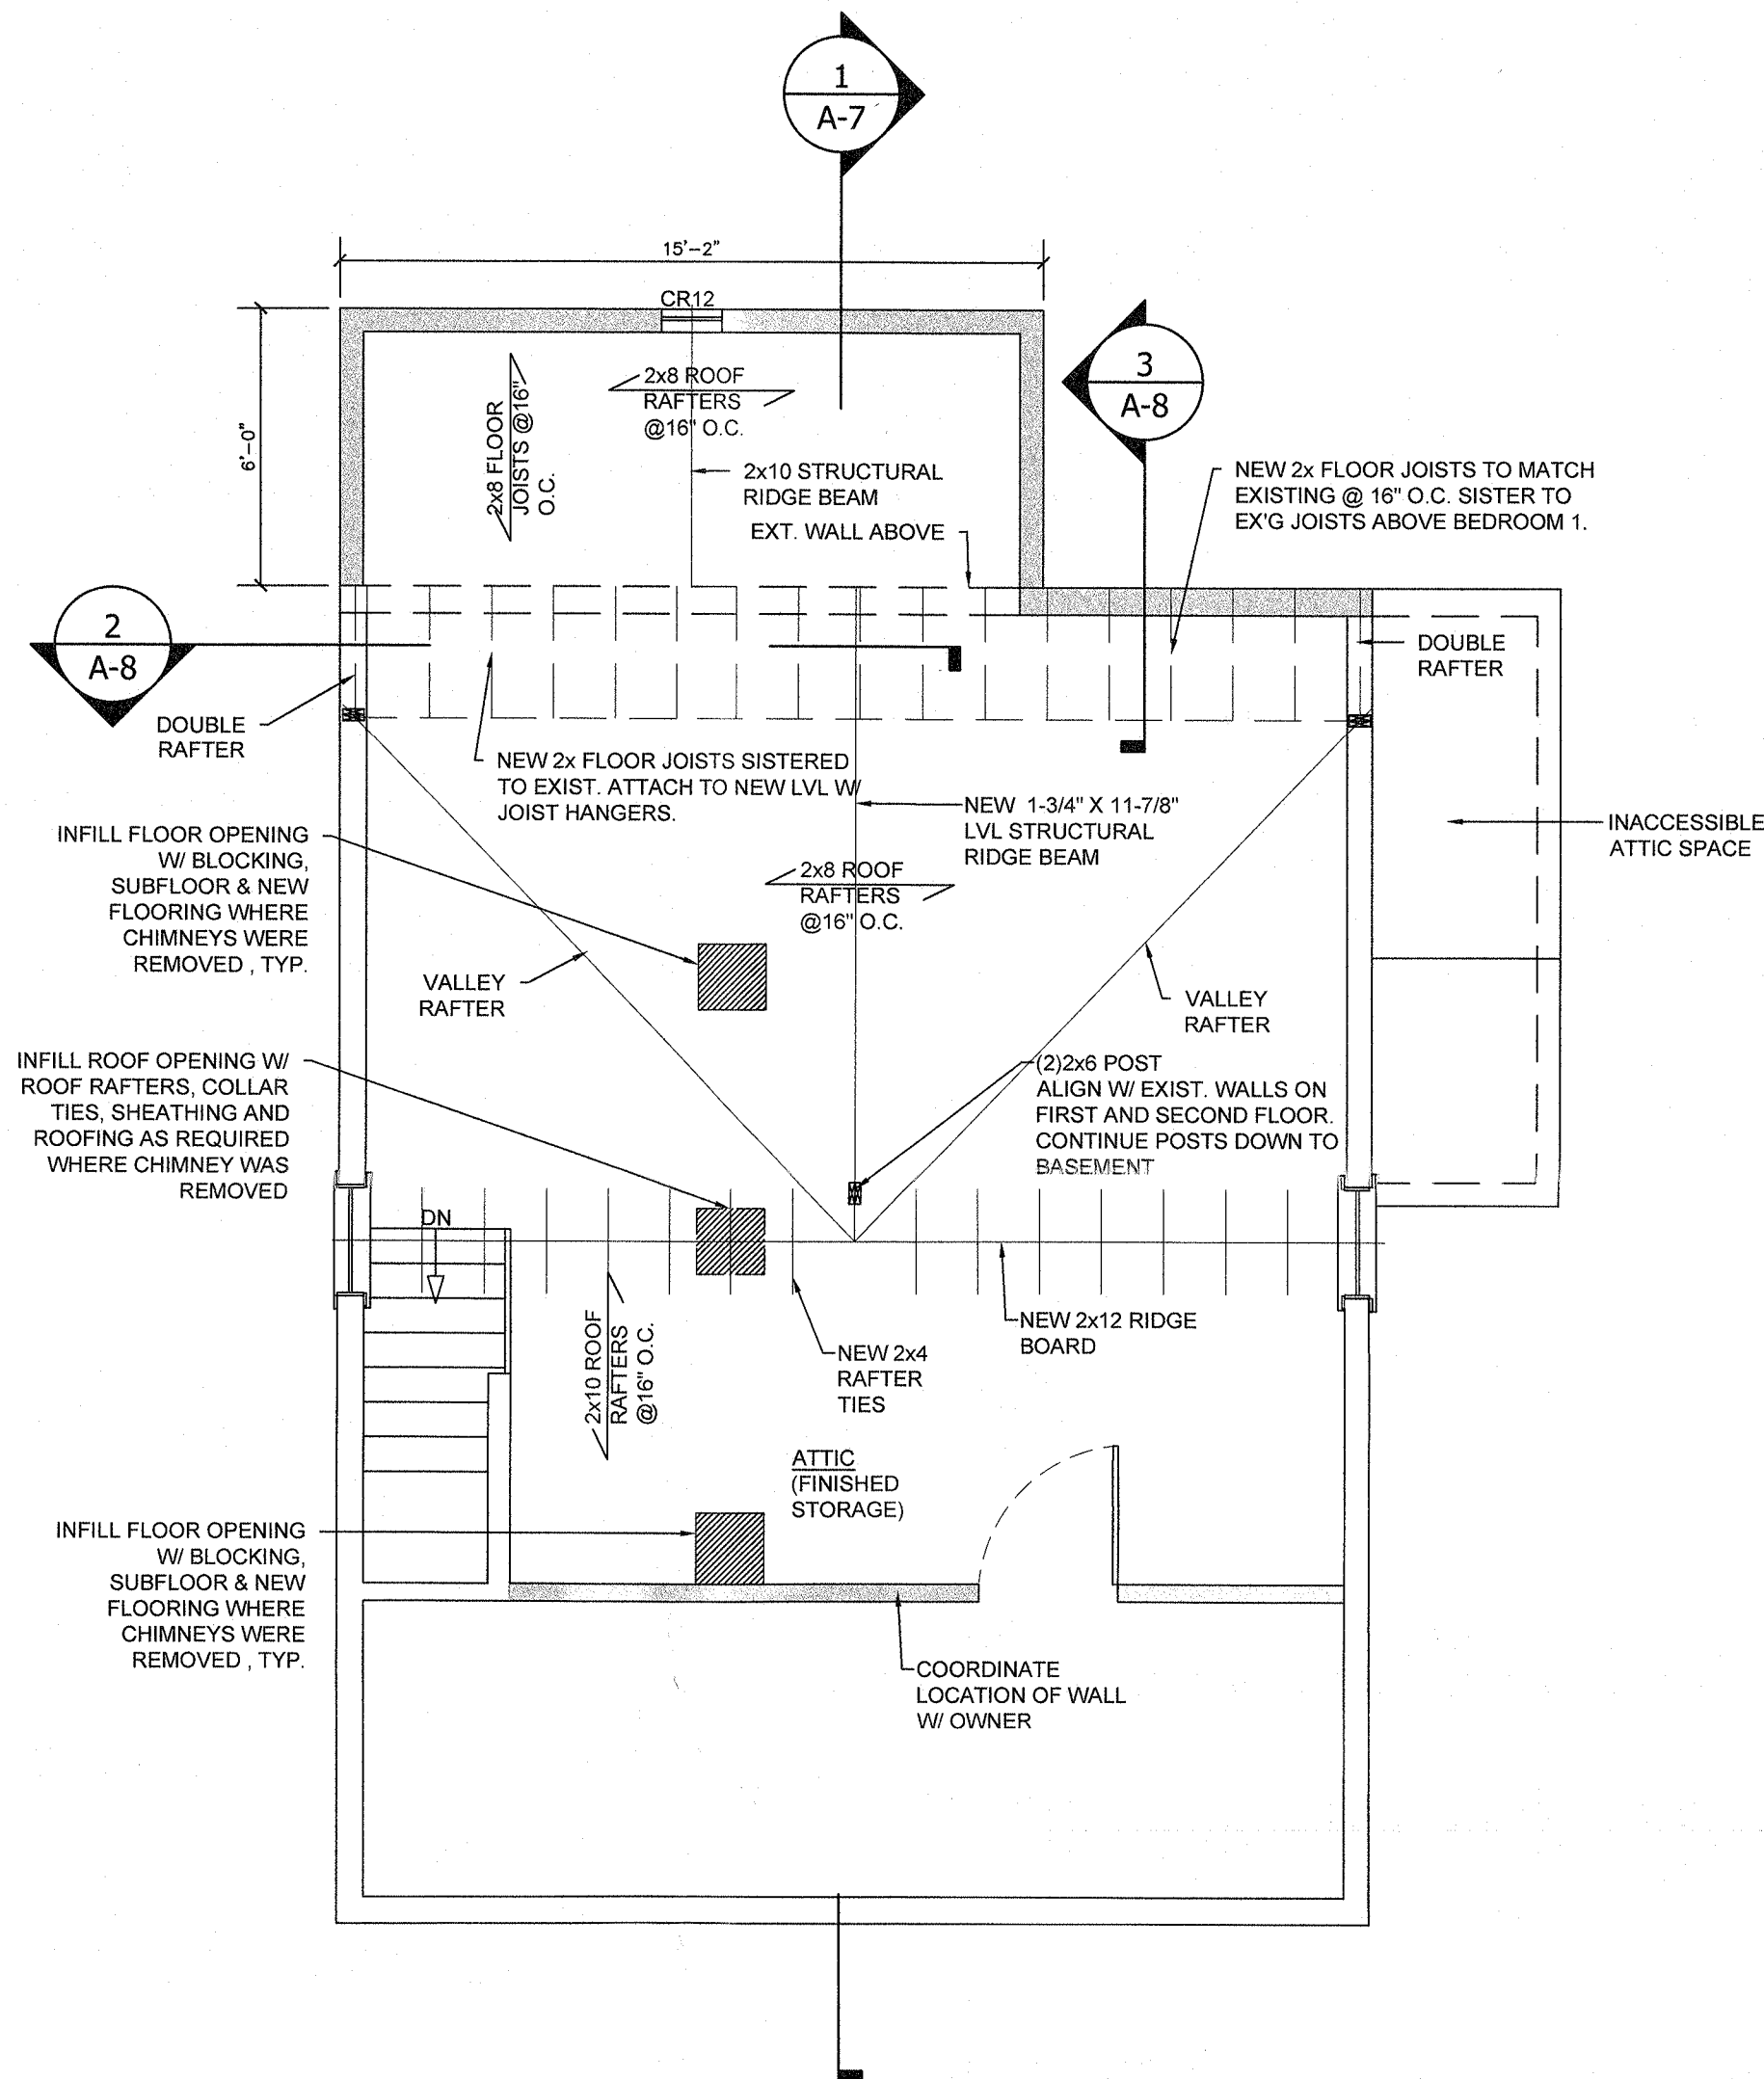 1
A-7
15'-2"
CR12
6'-0"
2x8 FLOOR
JOISTS @16"
O.C.
2x8 ROOF
RAFTERS
@16" O.C.
3
A-8
2x10 STRUCTURAL
RIDGE BEAM
EXT. WALL ABOVE
NEW 2x FLOOR JOISTS TO MATCH
EXISTING @ 16" O.C. SISTER TO
EX'G JOISTS ABOVE BEDROOM 1.
2
A-8
DOUBLE
RAFTER
DOUBLE
RAFTER
NEW 2x FLOOR JOISTS SISTERED
TO EXIST. ATTACH TO NEW LVL W/
JOIST HANGERS.
NEW 1-3/4" X 11-7/8"
LVL STRUCTURAL
RIDGE BEAM
INACCESSIBLE
ATTIC SPACE
INFILL FLOOR OPENING
W/ BLOCKING,
SUBFLOOR & NEW
FLOORING WHERE
CHIMNEYS WERE
REMOVED , TYP.
2x8 ROOF
RAFTERS
@16" O.C.
VALLEY
RAFTER
VALLEY
RAFTER
INFILL ROOF OPENING W/
ROOF RAFTERS, COLLAR
TIES, SHEATHING AND
ROOFING AS REQUIRED
WHERE CHIMNEY WAS
REMOVED
(2)2x6 POST
ALIGN W/ EXIST. WALLS ON
FIRST AND SECOND FLOOR.
CONTINUE POSTS DOWN TO
BASEMENT
DN
2x10 ROOF
RAFTERS
@16" O.C.
NEW 2x12 RIDGE
BOARD
NEW 2x4
RAFTER
TIES
ATTIC
(FINISHED
STORAGE)
INFILL FLOOR OPENING
W/ BLOCKING,
SUBFLOOR & NEW
FLOORING WHERE
CHIMNEYS WERE
REMOVED , TYP.
COORDINATE
LOCATION OF WALL
W/ OWNER